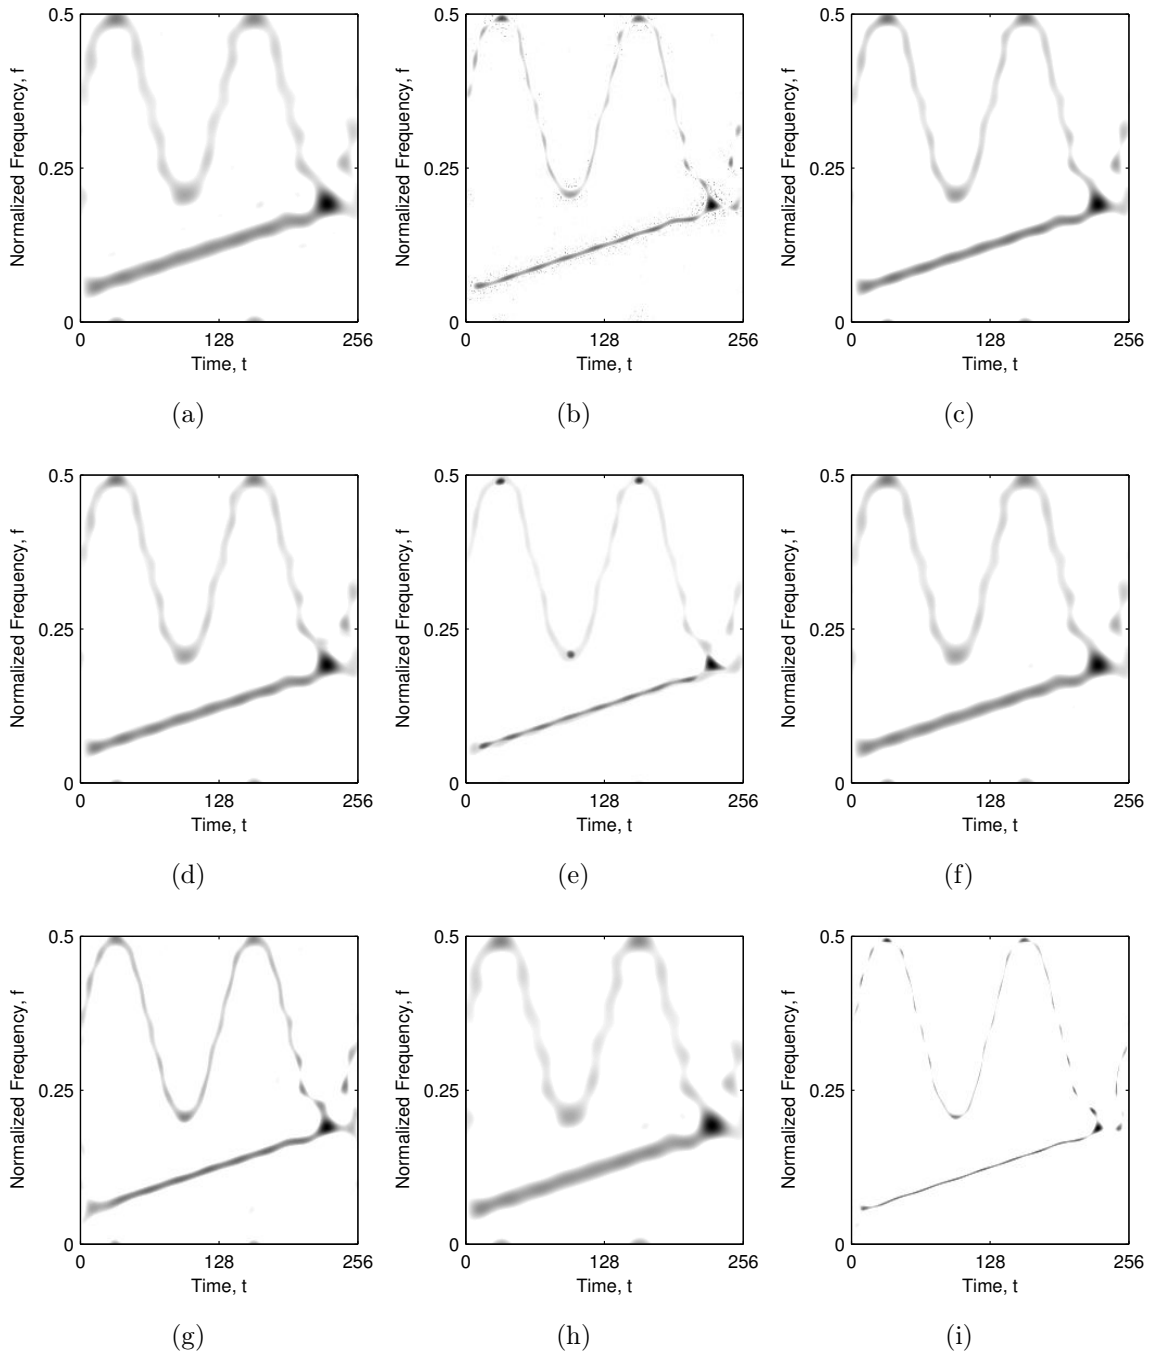 0.5 0.5 0.5
Normalized Frequency, f Normalized Frequency, f Normalized Frequency, f
0.25 0.25 0.25
0 0 0
0 128 256 0 128 256 0 128 256
Time, t Time, t Time, t
(a) (b) (c)
0.5 0.5 0.5
Normalized Frequency, f Normalized Frequency, f Normalized Frequency, f
0.25 0.25 0.25
0 0 0
0 128 256 0 128 256 0 128 256
Time, t Time, t Time, t
(d) (e) (f)
0.5 0.5 0.5
Normalized Frequency, f Normalized Frequency, f Normalized Frequency, f
0.25 0.25 0.25
0 0 0
0 128 256 0 128 256 0 128 256
Time, t Time, t Time, t
(g) (h) (i)